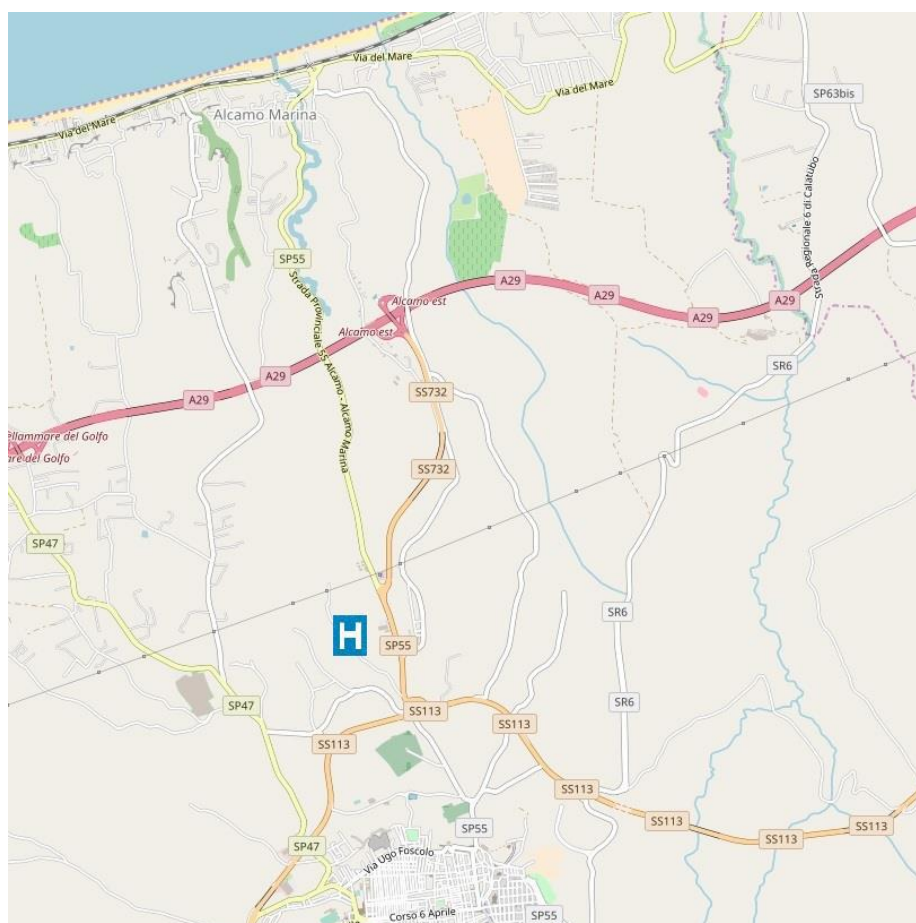 Via del Mare
Via del Mare
SP63bis
Alcamo Marina
Via del Mare
Strada Regionale 6 di Calatubo
SP55
Strada Provinciale 55 Alcamo - Alcamo Marina
A29
A29
A29
A29
Alcamo est
Alcamo est
SR6
A29
A29
SS732
ellammare del Golfo
are del Golfo
SS732
SP47
SR6
H
SP55
SR6
SP47
SS113
SS113
SS113
SS113
SS113
SS113
SS113
SP55
SP47
Via Ugo Foscolo
Corso 6 Aprile
SP55